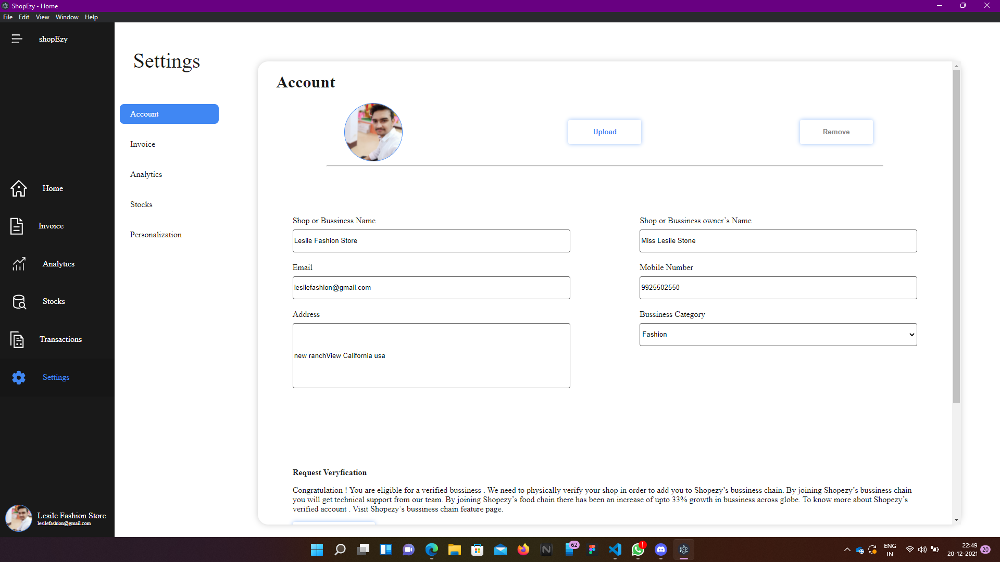 ShopEzy - Home
File Edit View Window Help
shopEzy
Settings
Account
Invoice
Analytics
Stocks
Personalization
Home
Invoice
Analytics
Stocks
Transactions
Settings
Lesile Fashion Store
lesilefashion@gmail.com
Account
Upload
Remove
Shop or Bussiness Name
Lesile Fashion Store
Shop or Bussiness owner’s Name
Miss Lesile Stone
Email
lesilefashion@gmail.com
Mobile Number
9925502550
Address
new ranchView California usa
Bussiness Category
Fashion
Request Veryfication
Congratulation ! You are eligible for a verified bussiness . We need to physically verify your shop in order to add you to Shopezy’s bussiness chain. By joining Shopezy’s bussiness chain
you will get technical support from our team. By joining Shopezy’s food chain there has been an increase of upto 33% growth in bussiness across globe. To know more about Shopezy’s
verified account . Visit Shopezy’s bussiness chain feature page.
62
!
ENG
IN
22:49
20-12-2021
20